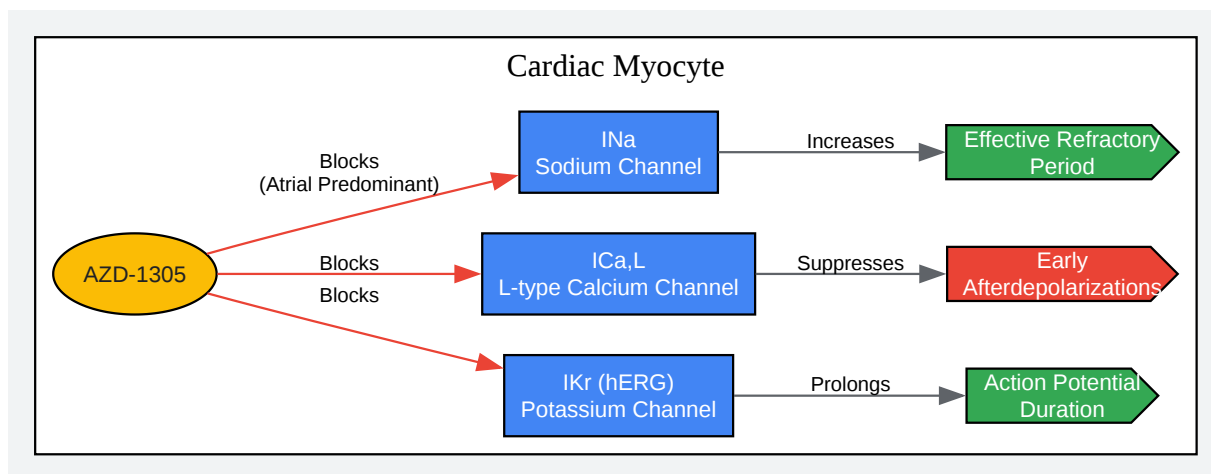 Cardiac Myocyte
AZD-1305
Blocks
(Atrial Predominant)
INa
Sodium Channel
Increases
Effective Refractory
Period
Blocks
ICa,L
L-type Calcium Channel
Suppresses
Early
Afterdepolarizations
Blocks
IKr (hERG)
Potassium Channel
Prolongs
Action Potential
Duration